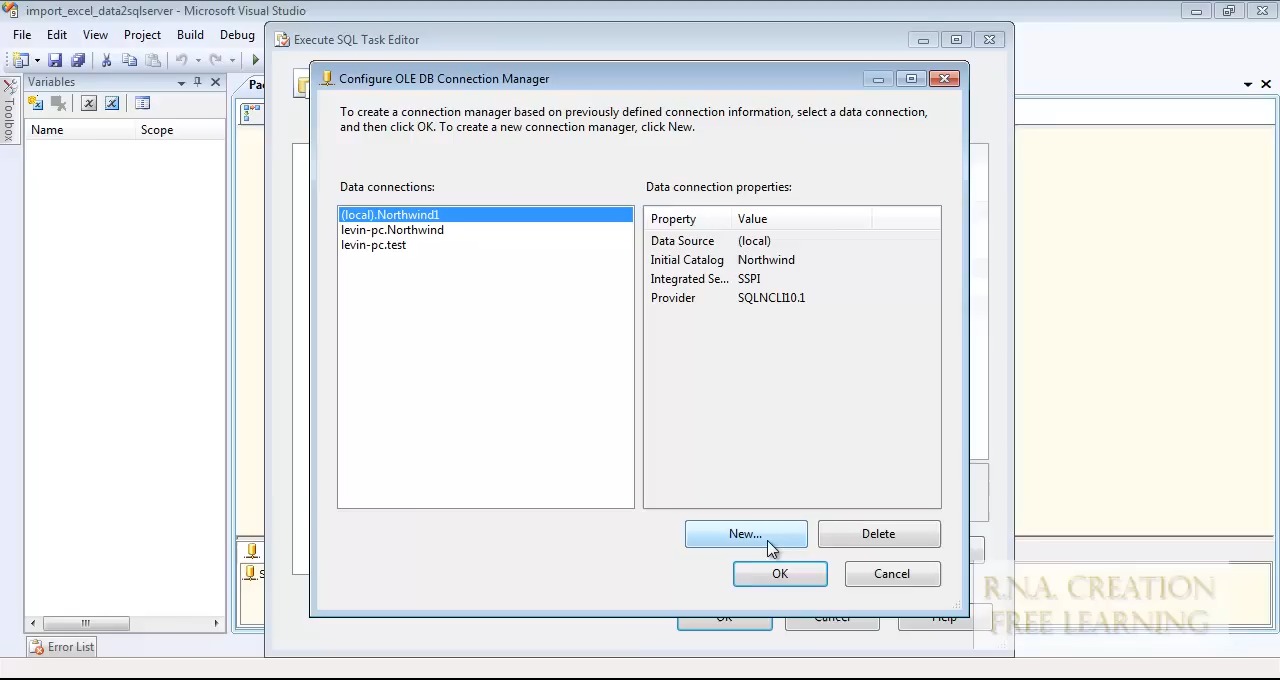 import_excel_data2sqlserver - Microsoft Visual Studio
File Edit View Project Build Debug
Execute SQL Task Editor
Variables
Configure OLE DB Connection Manager
To create a connection manager based on previously defined connection information, select a data connection,
and then click OK. To create a new connection manager, click New.
Toolbox
Name Scope
Data connections: Data connection properties:
(local).Northwind1
levin-pc.Northwind
levin-pc.test
Property Value
Data Source (local)
Initial Catalog Northwind
Integrated Se... SSPI
Provider SQLNCLI10.1
New... Delete
OK Cancel
R.N.A. CREATION
FREE LEARNING
OK Cancel Help
Error List